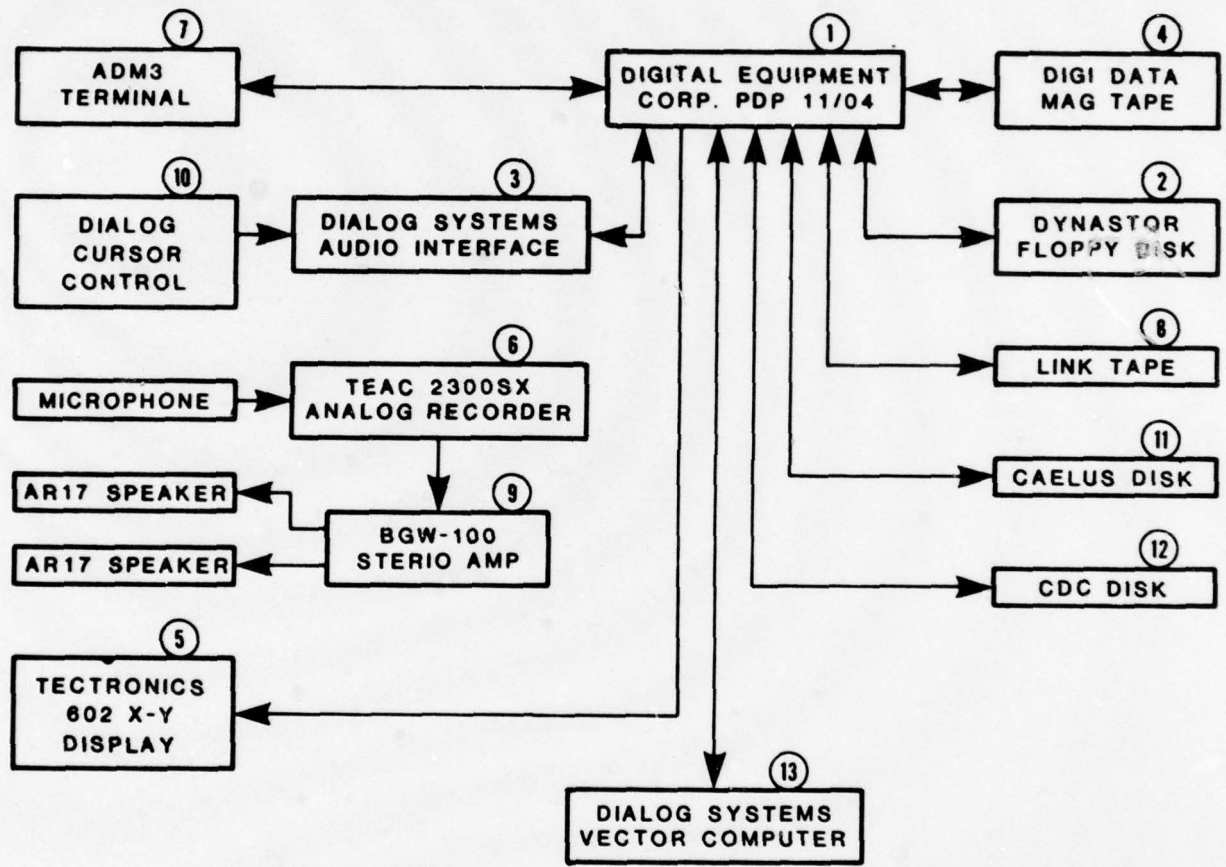 7
ADM3
TERMINAL
1
DIGITAL EQUIPMENT
CORP. PDP 11/04
4
DIGI DATA
MAG TAPE
10
DIALOG
CURSOR
CONTROL
3
DIALOG SYSTEMS
AUDIO INTERFACE
2
DYNASTOR
FLOPPY DISK
6
MICROPHONE
TEAC 2300SX
ANALOG RECORDER
8
LINK TAPE
11
CAELUS DISK
AR17 SPEAKER
9
BGW-100
STERIO AMP
AR17 SPEAKER
12
CDC DISK
5
TECTRONICS
602 X-Y
DISPLAY
13
DIALOG SYSTEMS
VECTOR COMPUTER